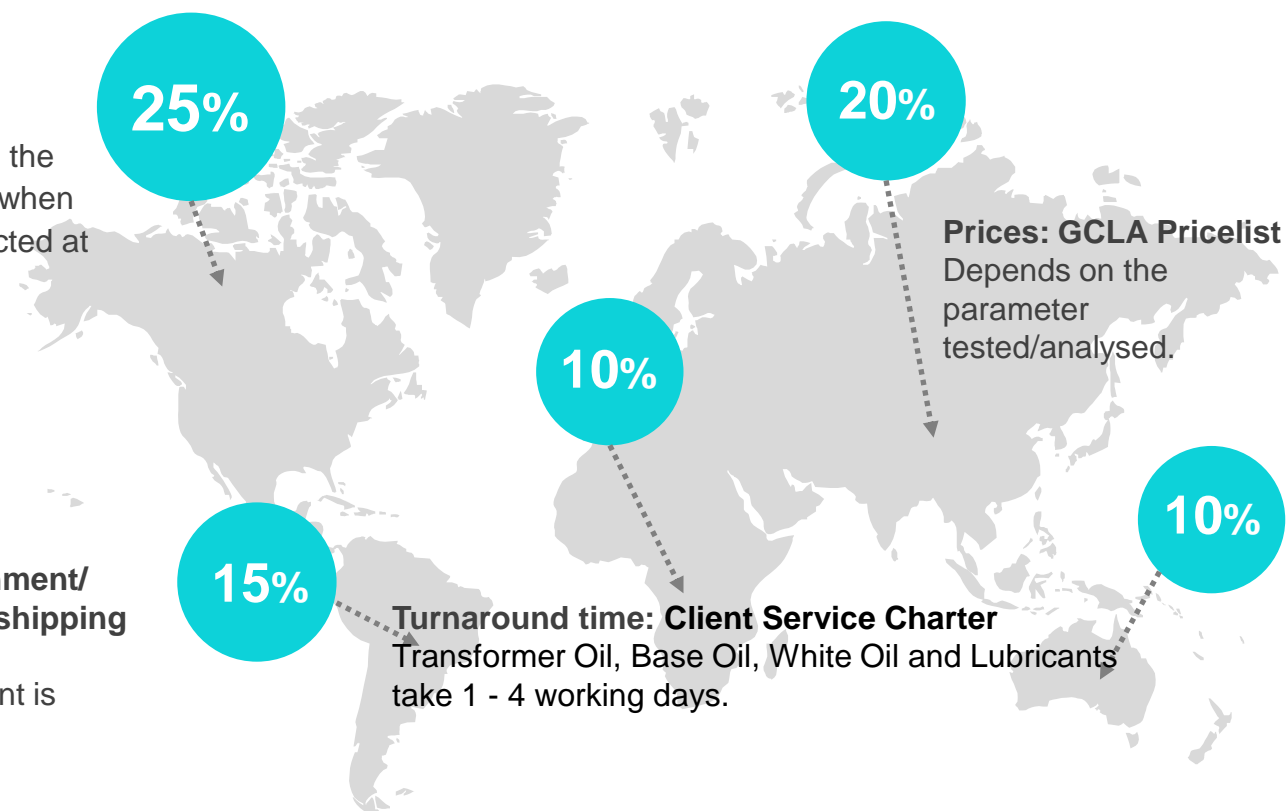 25%
20%
the
when
cted at
Prices: GCLA Pricelist
Depends on the
parameter
tested/analysed.
10%
10%
15%
ment/
shipping
nt is
Turnaround time: Client Service Charter
Transformer Oil, Base Oil, White Oil and Lubricants
take 1 - 4 working days.